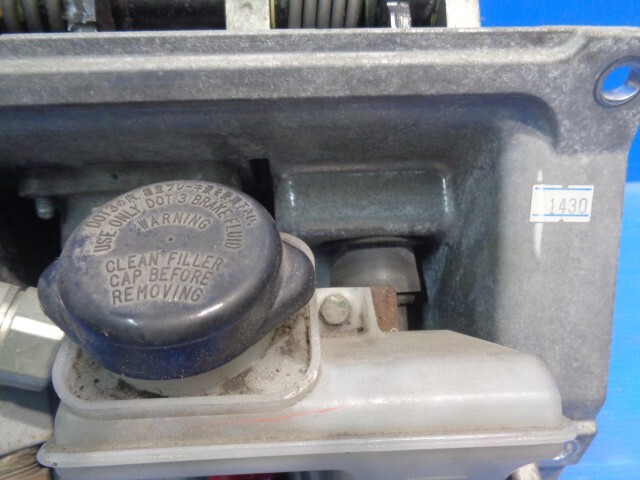 USE ONLY DOT 3 BRAKE FLUID
WARNING
CLEAN FILLER
CAP BEFORE
REMOVING
1430